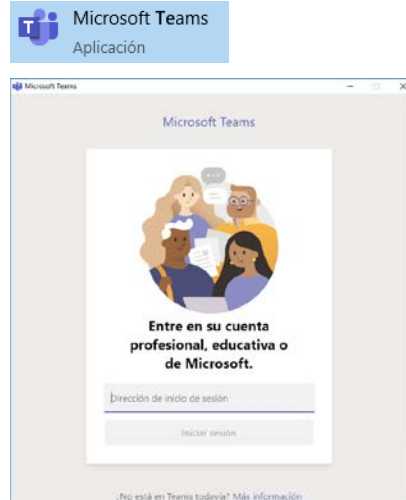 Microsoft Teams
Aplicación
Microsoft Teams
Microsoft Teams
Entre en su cuenta
profesional, educativa o
de Microsoft.
Dirección de inicio de sesión
Iniciar sesión
¿No está en Teams todavía? Más información